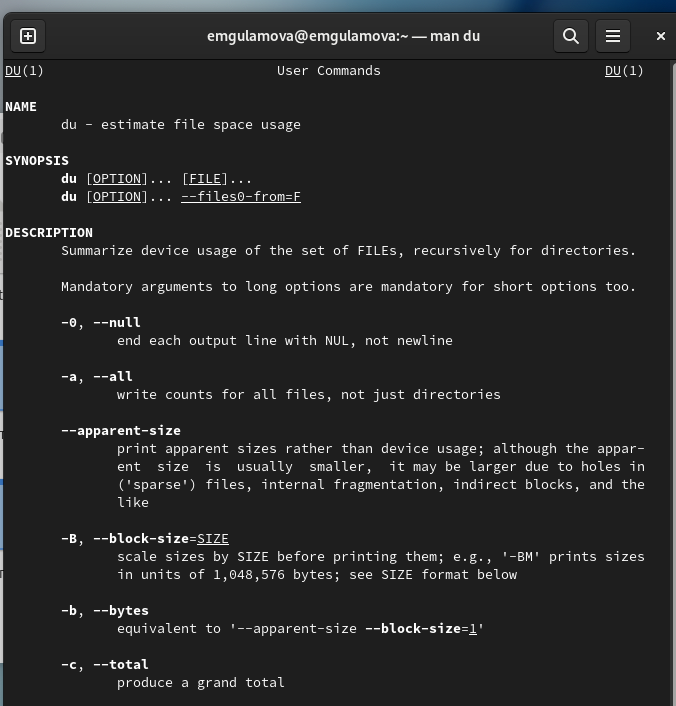 emgulamova@emgulamova:~ — man du
DU(1) User Commands DU(1)
NAME
du - estimate file space usage
SYNOPSIS
du [OPTION]... [FILE]...
du [OPTION]... --files0-from=F
DESCRIPTION
Summarize device usage of the set of FILEs, recursively for directories.
Mandatory arguments to long options are mandatory for short options too.
-0, --null
end each output line with NUL, not newline
-a, --all
write counts for all files, not just directories
--apparent-size
print apparent sizes rather than device usage; although the appar-
ent size is usually smaller, it may be larger due to holes in
('sparse') files, internal fragmentation, indirect blocks, and the
like
-B, --block-size=SIZE
scale sizes by SIZE before printing them; e.g., '-BM' prints sizes
in units of 1,048,576 bytes; see SIZE format below
-b, --bytes
equivalent to '--apparent-size --block-size=1'
-c, --total
produce a grand total